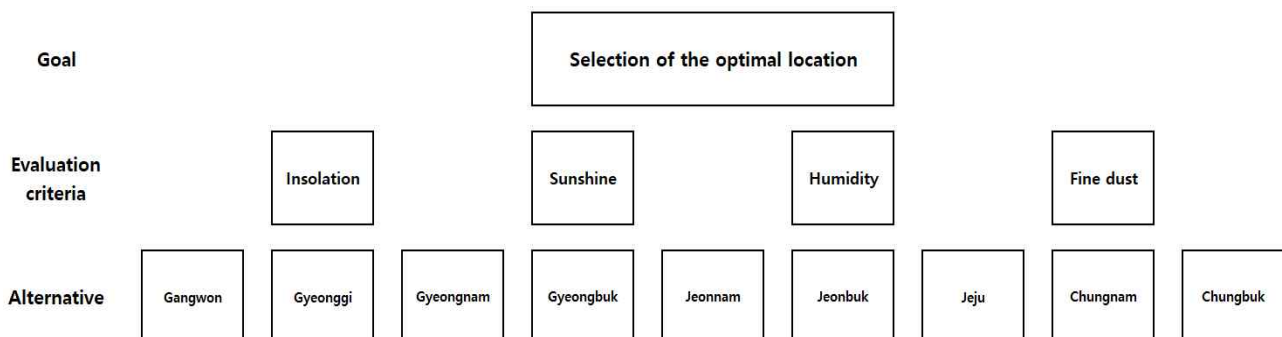 Goal
Selection of the optimal location
Evaluation
criteria
Insolation
Sunshine
Humidity
Fine dust
Alternative
Gangwon
Gyeonggi
Gyeongnam
Gyeongbuk
Jeonnam
Jeonbuk
Jeju
Chungnam
Chungbuk